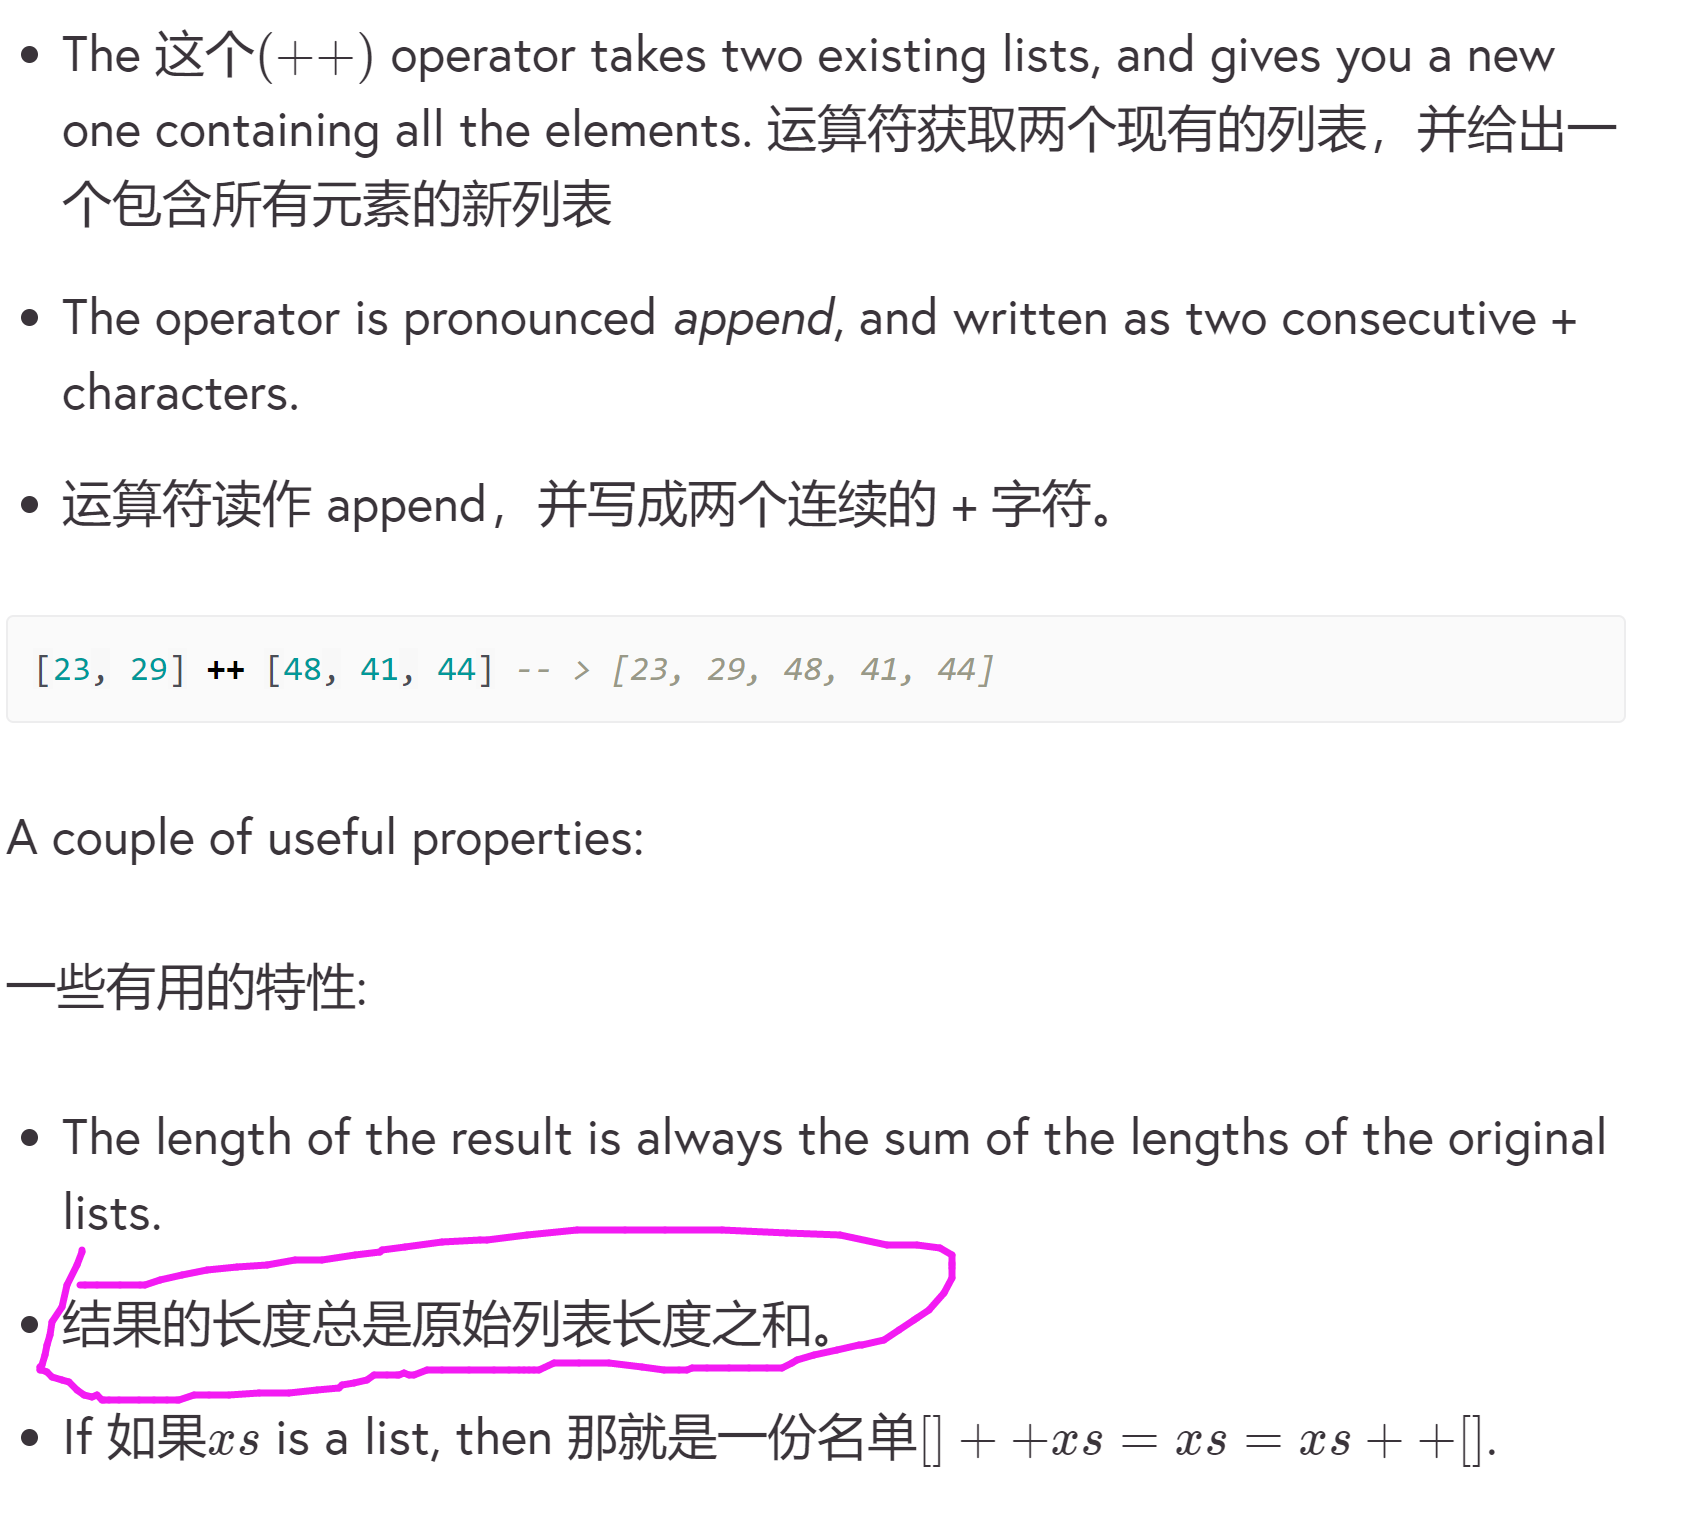 The 这个(++) operator takes two existing lists, and gives you a new
one containing all the elements. 运算符获取两个现有的列表，并给出一
个包含所有元素的新列表
The operator is pronounced append, and written as two consecutive +
characters.
运算符读作 append，并写成两个连续的 + 字符。
[23, 29] ++ [48, 41, 44] -- > [23, 29, 48, 41, 44]
A couple of useful properties:
一些有用的特性:
The length of the result is always the sum of the lengths of the original
lists.
结果的长度总是原始列表长度之和。
If 如果xs is a list, then 那就是一份名单[] + +xs = xs = xs + +[].